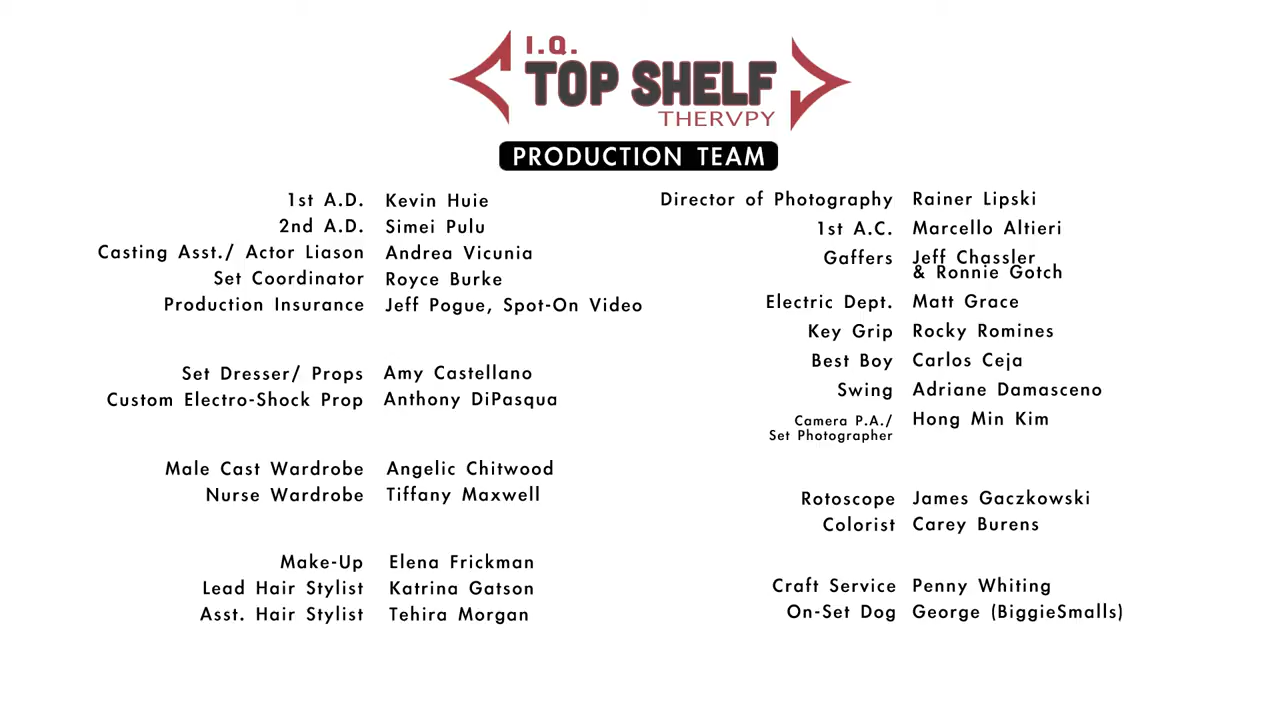 I.Q.
TOP SHELF
THERVPY
PRODUCTION TEAM
1st A.D. Kevin Huie
2nd A.D. Simei Pulu
Casting Asst./ Actor Liason Andrea Vicunia
Set Coordinator Royce Burke
Production Insurance Jeff Pogue, Spot-On Video
Set Dresser/ Props Amy Castellano
Custom Electro-Shock Prop Anthony DiPasqua
Male Cast Wardrobe Angelic Chitwood
Nurse Wardrobe Tiffany Maxwell
Make-Up Elena Frickman
Lead Hair Stylist Katrina Gatson
Asst. Hair Stylist Tehira Morgan
Director of Photography Rainer Lipski
1st A.C. Marcello Altieri
Gaffers Jeff Chassler
& Ronnie Gotch
Electric Dept. Matt Grace
Key Grip Rocky Romines
Best Boy Carlos Ceja
Swing Adriane Damasceno
Camera P.A./ Hong Min Kim
Set Photographer
Rotoscope James Gaczkowski
Colorist Carey Burens
Craft Service Penny Whiting
On-Set Dog George (BiggieSmalls)